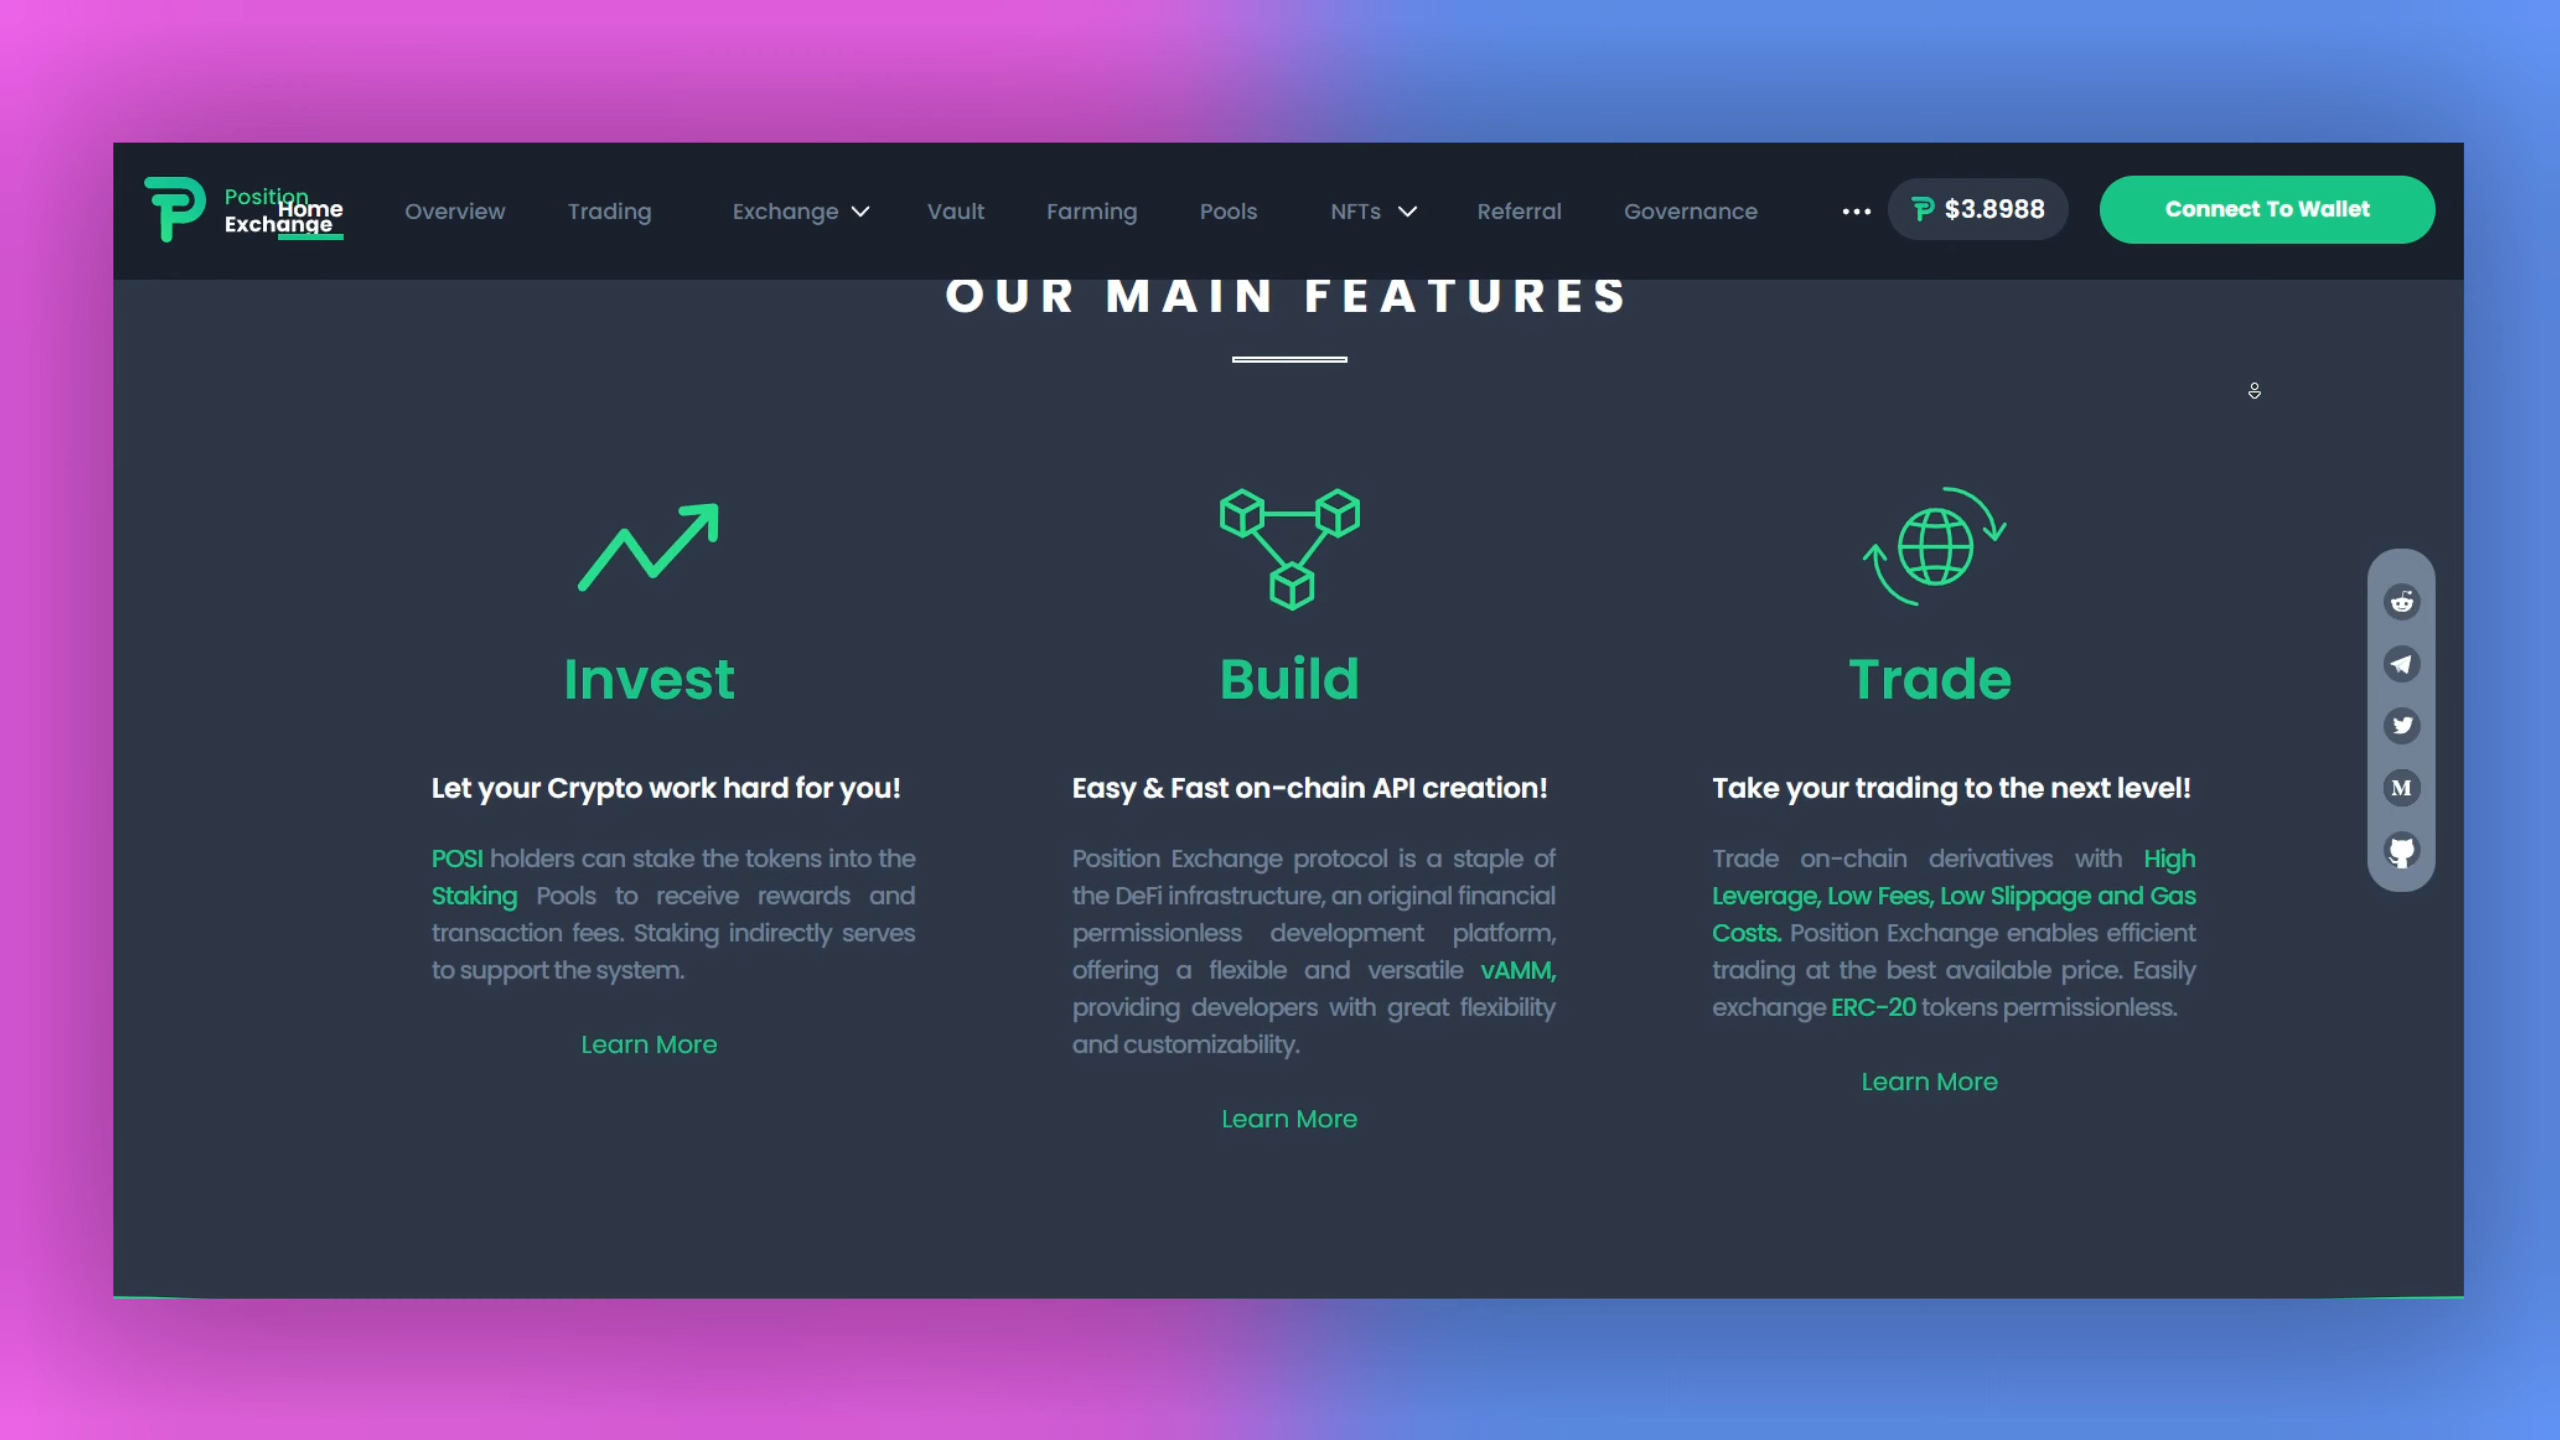 Position
Exchange
Home
Overview
Trading
Exchange
Vault
Farming
Pools
NFTs
Referral
Governance
$3.8988
Connect To Wallet
OUR MAIN FEATURES
Invest
Let your Crypto work hard for you!
POSI holders can stake the tokens into the
Staking Pools to receive rewards and
transaction fees. Staking indirectly serves
to support the system.
Learn More
Build
Easy & Fast on-chain API creation!
Position Exchange protocol is a staple of
the DeFi infrastructure, an original financial
permissionless development platform,
offering a flexible and versatile vAMM,
providing developers with great flexibility
and customizability.
Learn More
Trade
Take your trading to the next level!
Trade on-chain derivatives with High
Leverage, Low Fees, Low Slippage and Gas
Costs. Position Exchange enables efficient
trading at the best available price. Easily
exchange ERC-20 tokens permissionless.
Learn More
M